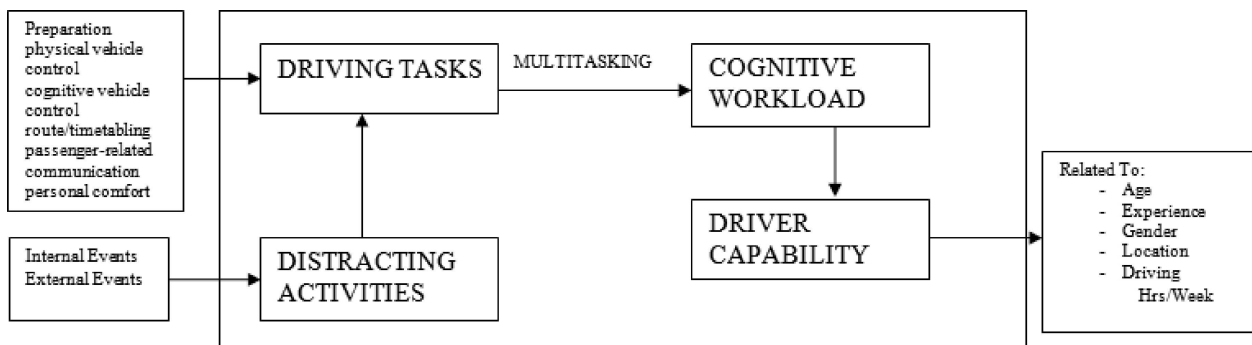 Preparation
physical vehicle
control
cognitive vehicle
control
route/timetabling
passenger-related
communication
personal comfort
Internal Events
External Events
DRIVING TASKS
MULTITASKING
DISTRACTING
ACTIVITIES
COGNITIVE
WORKLOAD
DRIVER
CAPABILITY
Related To:
- Age
- Experience
- Gender
- Location
- Driving
Hrs/Week